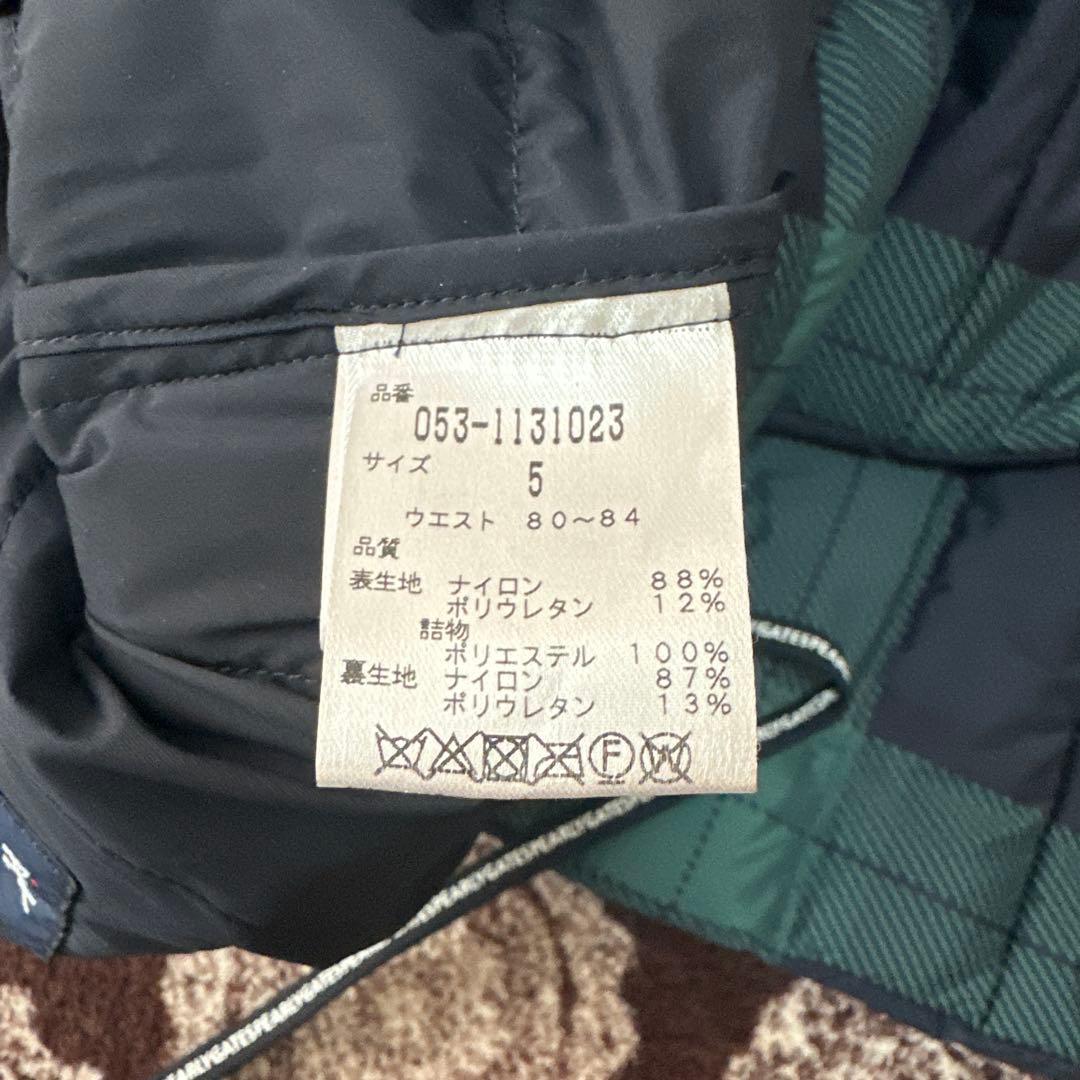 品番
053-1131023
サイズ
5
ウエスト 80～84
品質
表生地 ナイロン 88%
ポリウレタン 12%
詰物
ポリエステル 100%
裏生地 ナイロン 87%
ポリウレタン 13%
F W
PEARLYGATESPEARLYGATESPEARLYGATESPEARLYGATES